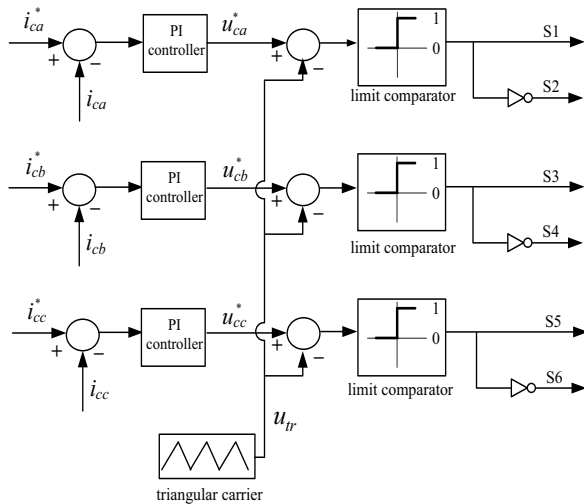 i*ca
+
−
ica
PI
controller
u*ca
+
−
1
0
limit comparator
S1
S2
i*cb
+
−
icb
PI
controller
u*cb
+
−
1
0
limit comparator
S3
S4
i*cc
+
−
icc
PI
controller
u*cc
+
−
1
0
limit comparator
S5
S6
utr
triangular carrier